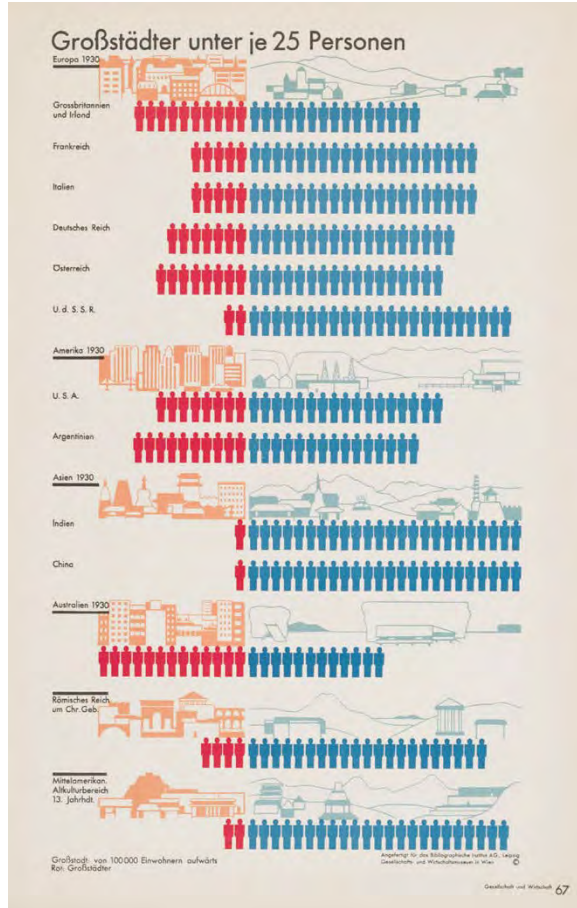 Großstädter unter je 25 Personen
Europa 1930
Grossbritannien
und Irland
Frankreich
Italien
Deutsches Reich
Österreich
U. d. S. S. R.
Amerika 1930
U. S. A.
Argentinien
Asien 1930
Indien
China
Australien 1930
Römisches Reich
um Chr. Geb.
Mittelamerikan.
Altkulturbereich
13. Jahrhdt.
Großstadt: von 100 000 Einwohnern aufwärts
Rot: Großstädter
Angefertigt für das Bibliographische Institut AG., Leipzig
Gesellschafts- und Wirtschaftsmuseum in Wien ©
Gesellschaft und Wirtschaft 67